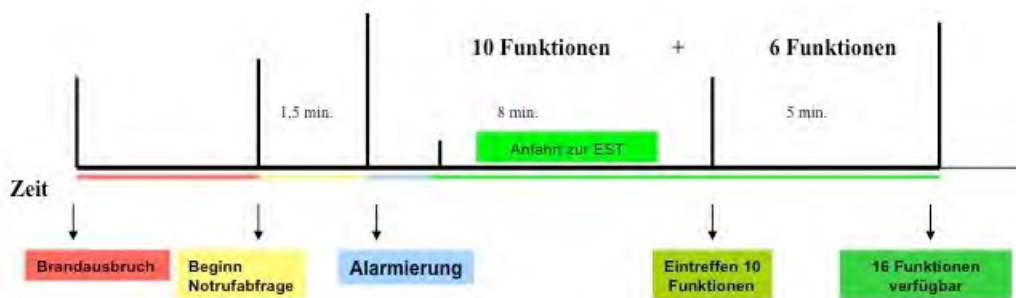 10 Funktionen + 6 Funktionen
1,5 min. 8 min. 5 min.
Anfahrt zur EST
Zeit
Brandausbruch
Beginn
Notrufabfrage
Alarmierung
Eintreffen 10
Funktionen
16 Funktionen
verfügbar